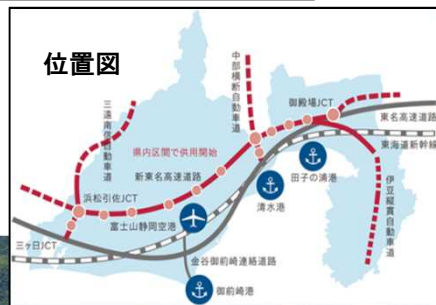 位置図
中部横断自動車道
三遠南信自動車道
御殿場JCT
東名高速道路
東海道新幹線
県内区間で供用開始
新東名高速道路
田子の浦港
清水港
伊豆縦貫自動車道
浜松引佐JCT
富士山静岡空港
三ケ日JCT
金谷御前崎連絡道路
御前崎港